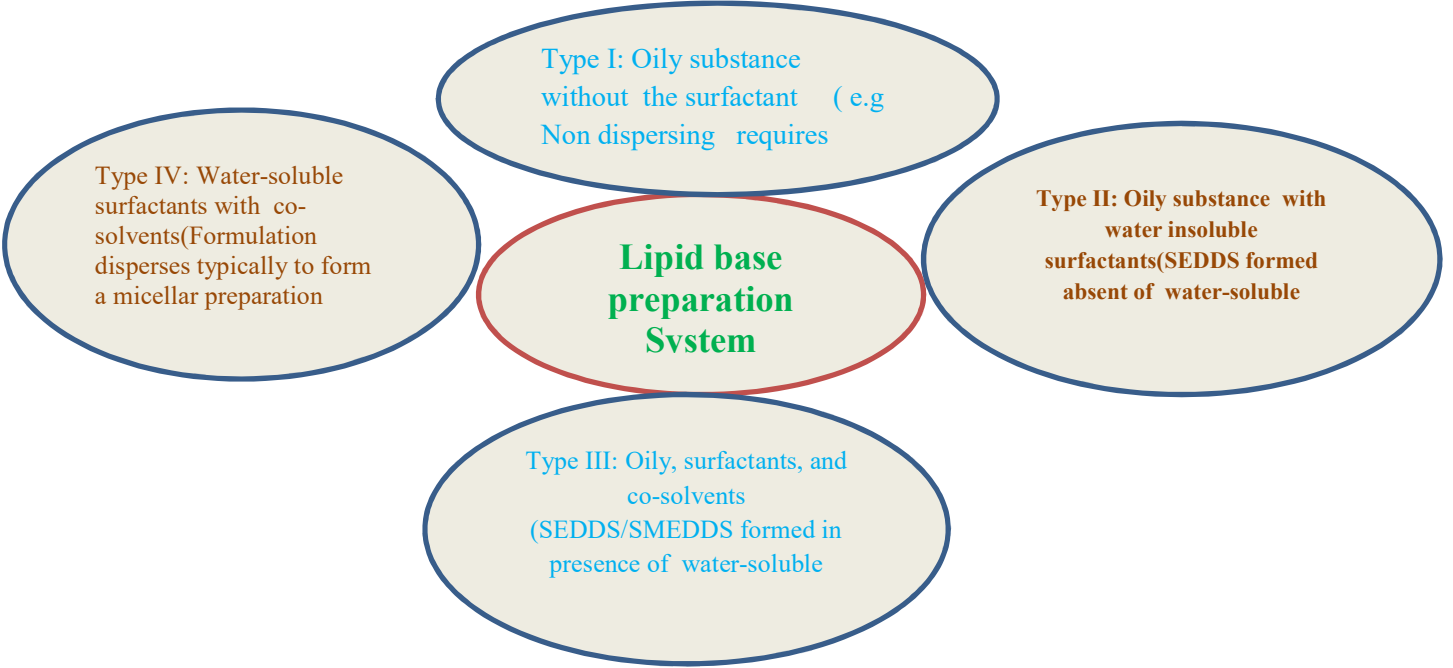 Type I: Oily substance
without the surfactant ( e.g
Non dispersing requires
Type IV: Water-soluble
surfactants with co-
solvents(Formulation
disperses typically to form
a micellar preparation
Type II: Oily substance with
water insoluble
surfactants(SEDDS formed
absent of water-soluble
Lipid base
preparation
System
Type III: Oily, surfactants, and
co-solvents
(SEDDS/SMEDDS formed in
presence of water-soluble